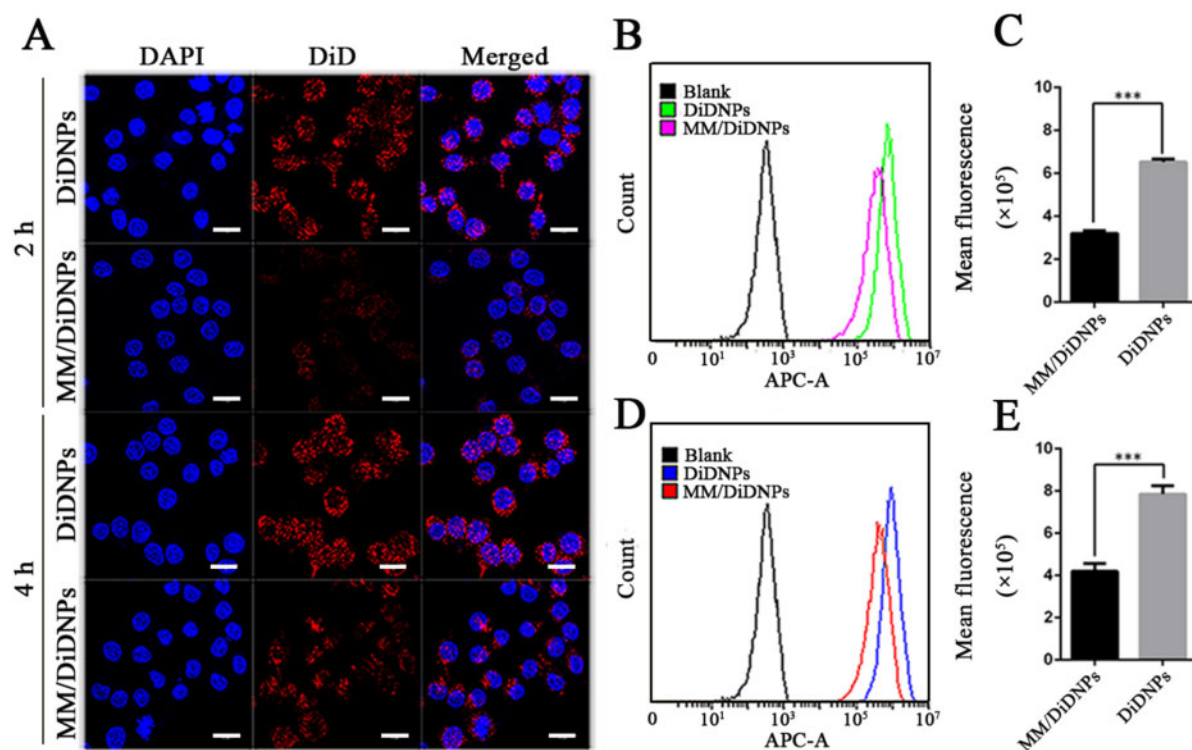 A
DAPI
DiD
Merged
2 h
DiDNPs
MM/DiDNPs
4 h
DiDNPs
MM/DiDNPs
B
Blank
DiDNPs
MM/DiDNPs
Count
0 10¹ 10³ 10⁵ 10⁷
APC-A
C
Mean fluorescence
(×10⁵)
10
8
6
4
2
0
***
MM/DiDNPs
DiDNPs
D
Blank
DiDNPs
MM/DiDNPs
Count
0 10¹ 10³ 10⁵ 10⁷
APC-A
E
Mean fluorescence
(×10⁵)
10
8
6
4
2
0
***
MM/DiDNPs
DiDNPs